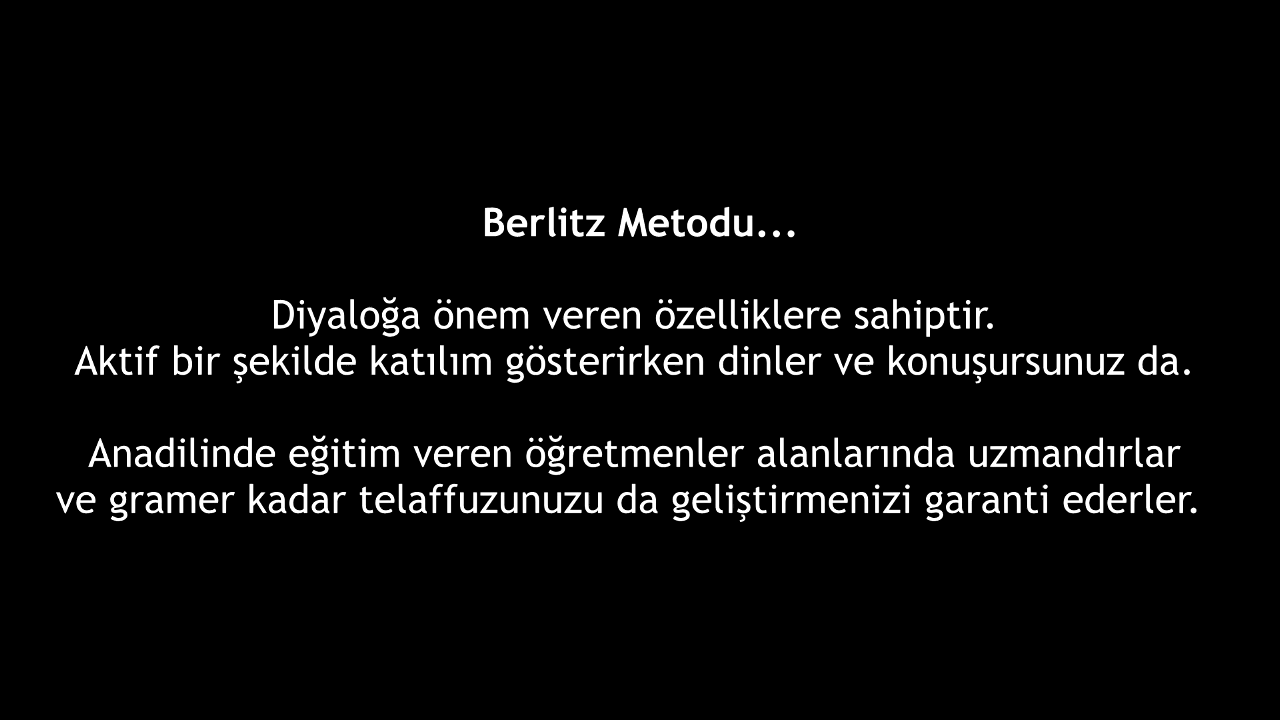 Berlitz Metodu...
Diyaloğa önem veren özelliklere sahiptir.
Aktif bir şekilde katılım gösterirken dinler ve konuşursunuz da.
Anadilinde eğitim veren öğretmenler alanlarında uzmandırlar
ve gramer kadar telaffuzunuzu da geliştirmenizi garanti ederler.